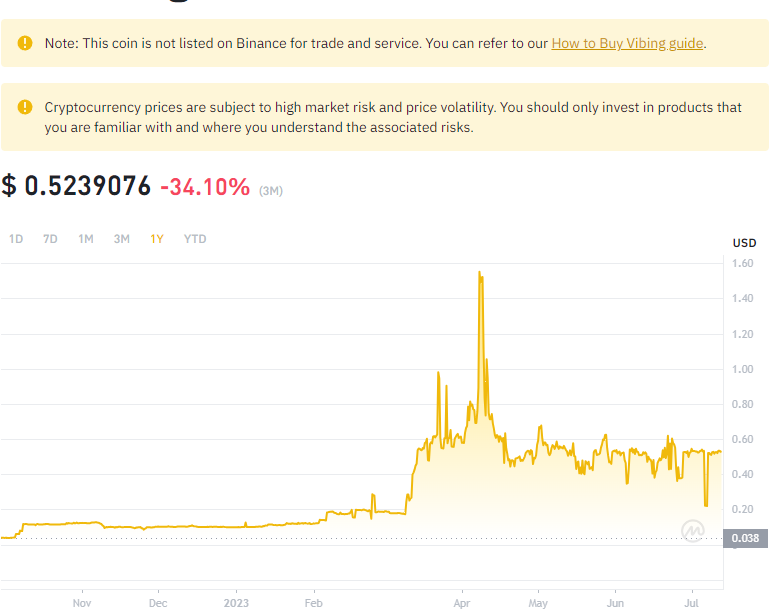 Note: This coin is not listed on Binance for trade and service. You can refer to our How to Buy Vibing guide.
Cryptocurrency prices are subject to high market risk and price volatility. You should only invest in products that
you are familiar with and where you understand the associated risks.
$ 0.5239076 -34.10% (3M)
1D 7D 1M 3M 1Y YTD
USD
1.60
1.40
1.20
1.00
0.80
0.60
0.40
0.20
0.038
Nov Dec 2023 Feb Apr May Jun Jul